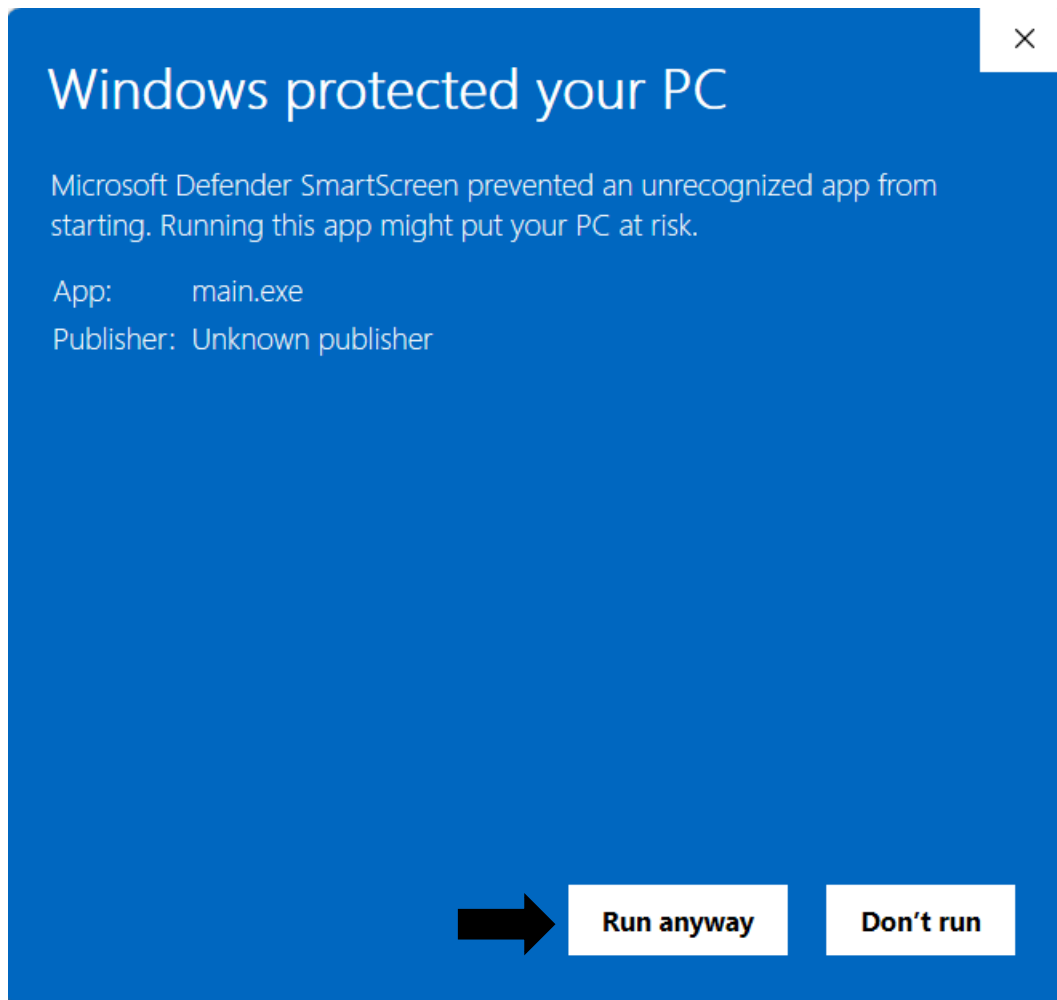 Windows protected your PC
Microsoft Defender SmartScreen prevented an unrecognized app from
starting. Running this app might put your PC at risk.
App: main.exe
Publisher: Unknown publisher
Run anyway Don’t run